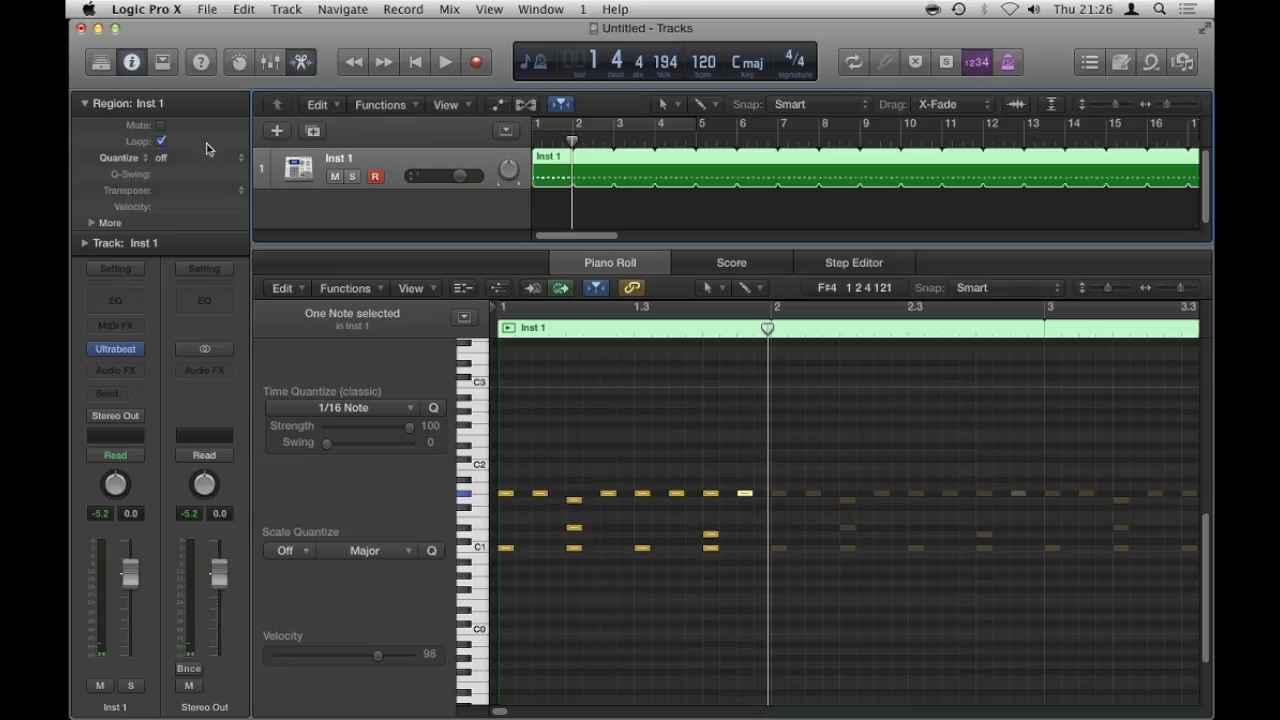 Logic Pro X File Edit Track Navigate Record Mix View Window 1 Help Thu 21:26
Untitled - Tracks
1 4 4 194 120 C maj 4/4
bar beat div tick bpm key signature
1234
Region: Inst 1
Mute:
Loop:
Quantize off
Q-Swing:
Transpose:
Velocity:
More
Track: Inst 1
Edit Functions View Snap: Smart Drag: X-Fade
1 2 3 4 5 6 7 8 9 10 11 12 13 14 15 16
1 Inst 1
M S R
L R
Inst 1
Setting Setting
EQ EQ
MIDI FX
Ultrabeat
Audio FX Audio FX
Send
Stereo Out
Read Read
-5.2 0.0 -5.2 0.0
Bnce
M S M
Inst 1 Stereo Out
Piano Roll Score Step Editor
Edit Functions View F♯4 1 2 4 121 Snap: Smart
1 1.3 2 2.3 3 3.3
One Note selected
in Inst 1
Inst 1
Time Quantize (classic)
1/16 Note Q
Strength 100
Swing 0
Scale Quantize
Off Major Q
Velocity
98
C3
C2
C1
C0